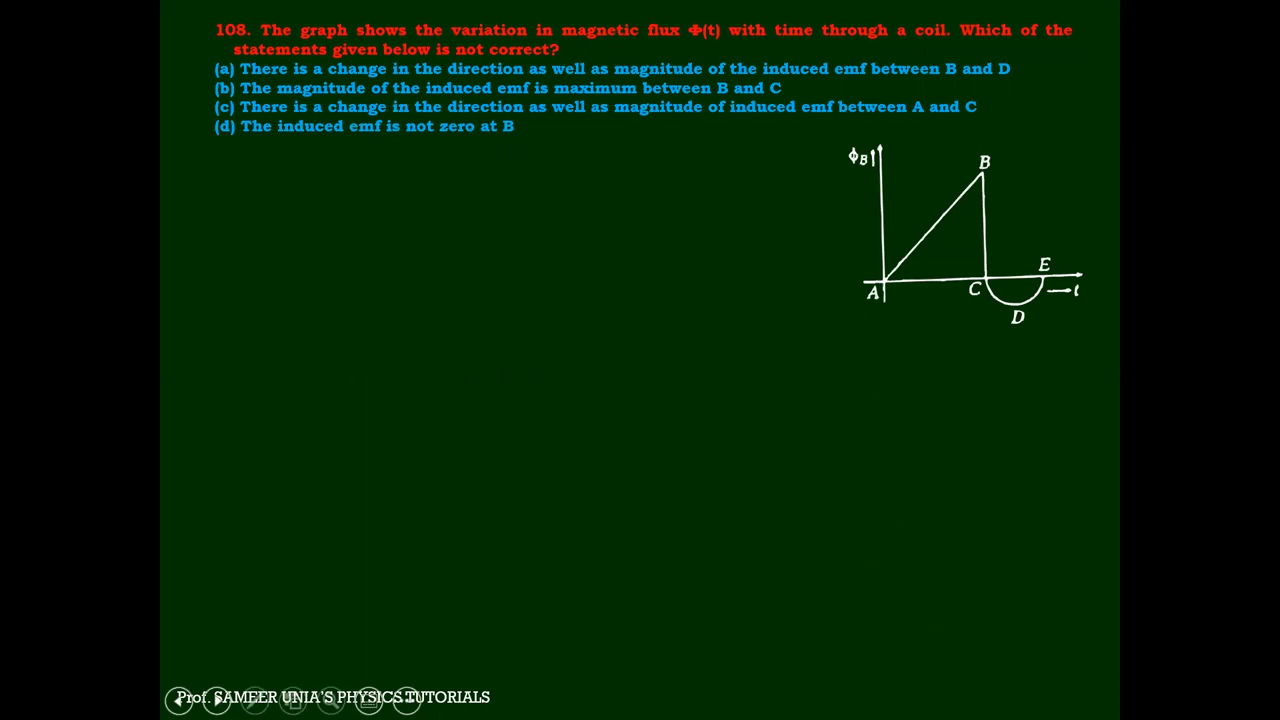 108. The graph shows the variation in magnetic flux Φ(t) with time through a coil. Which of the
statements given below is not correct?
(a) There is a change in the direction as well as magnitude of the induced emf between B and D
(b) The magnitude of the induced emf is maximum between B and C
(c) There is a change in the direction as well as magnitude of induced emf between A and C
(d) The induced emf is not zero at B
ϕB
B
E
A
C
t
D
Prof. SAMEER UNIA'S PHYSICS TUTORIALS